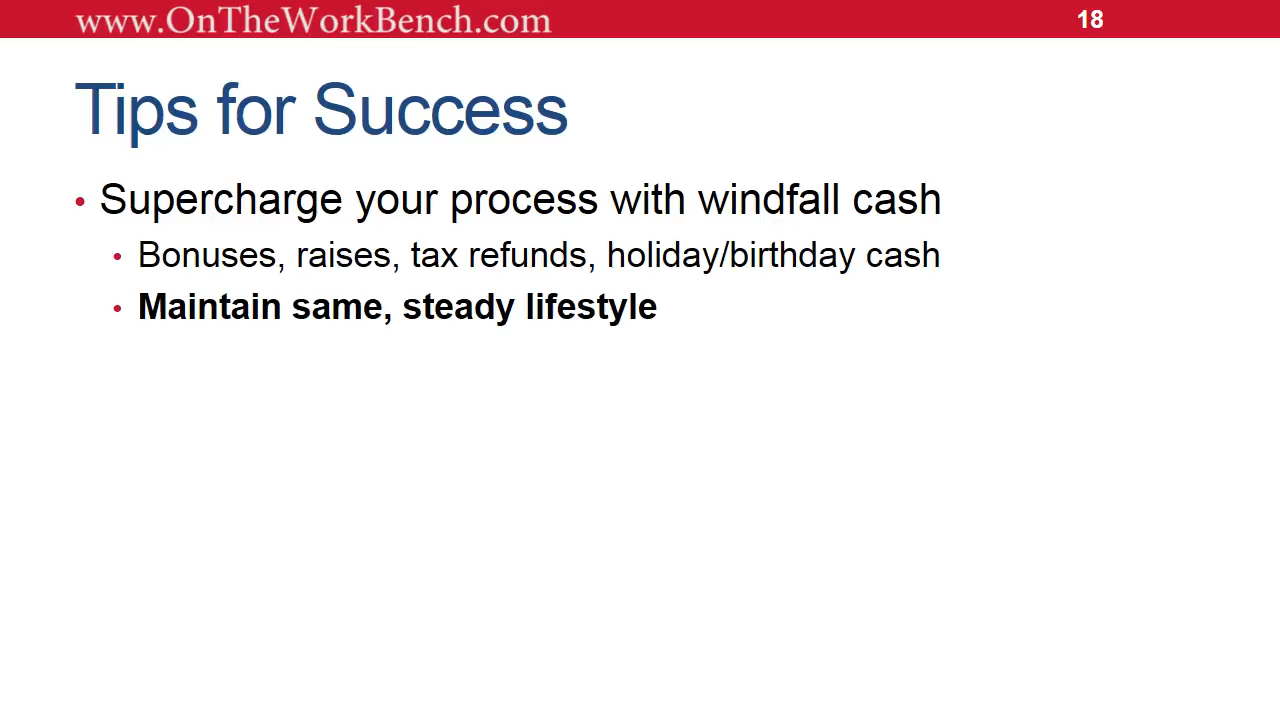 www.OnTheWorkBench.com 18
Tips for Success
• Supercharge your process with windfall cash
• Bonuses, raises, tax refunds, holiday/birthday cash
• Maintain same, steady lifestyle